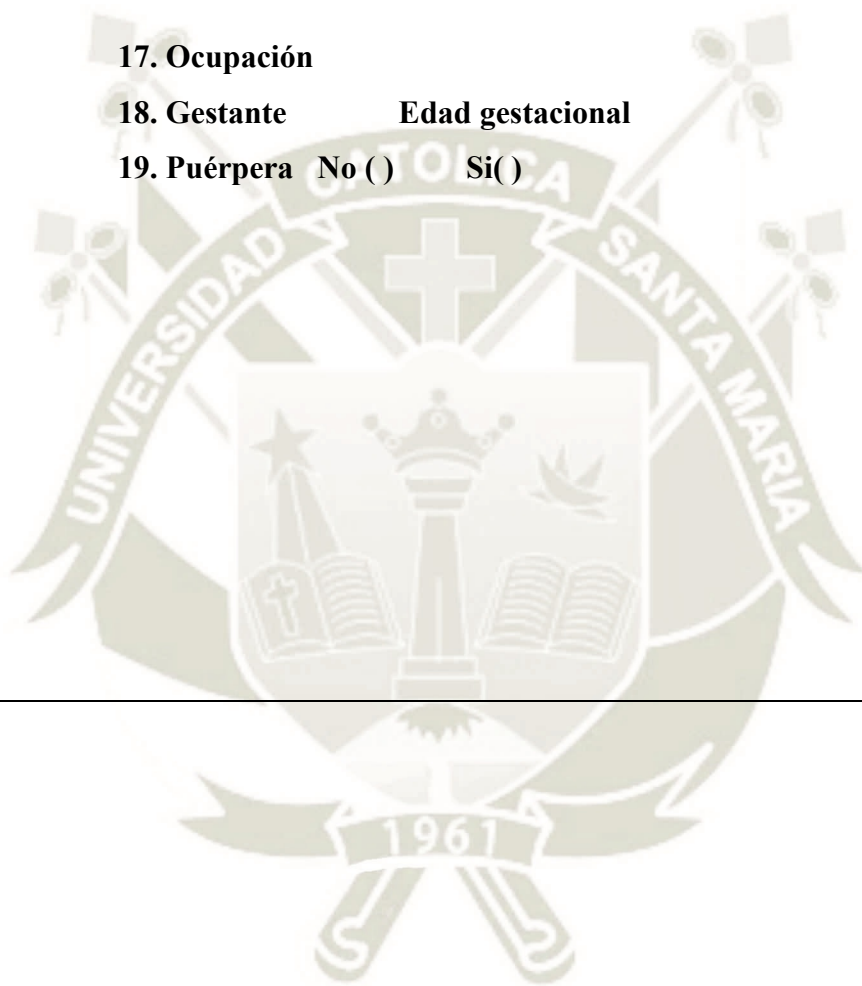 17. Ocupación
18. Gestante Edad gestacional
19. Puérpera No ( ) Si( )
UNIVERSIDAD CATOLICA SANTA MARIA
1961